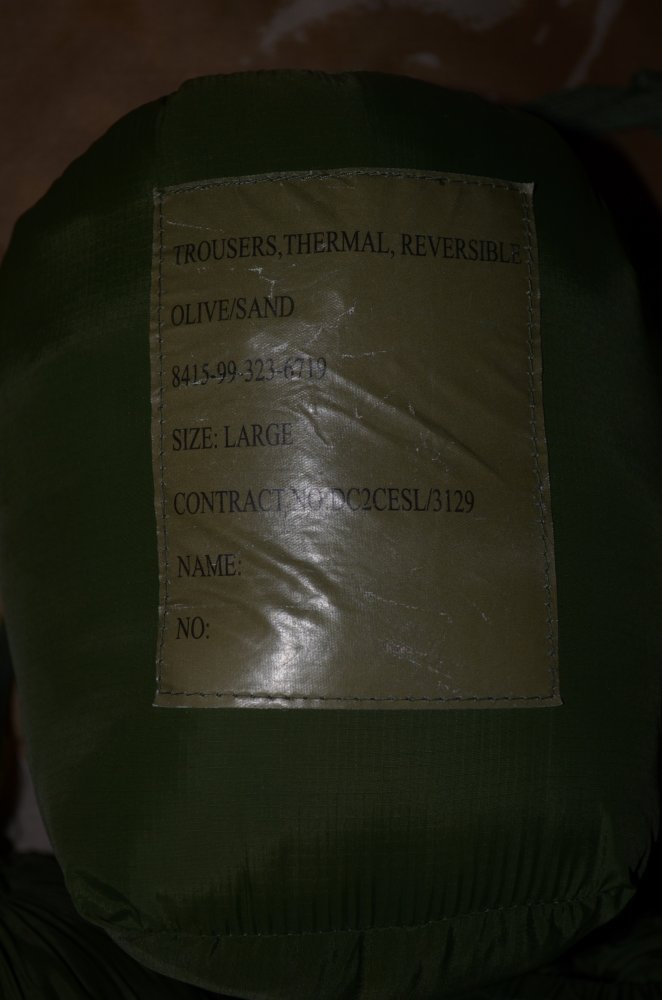 TROUSERS,THERMAL, REVERSIBLE
OLIVE/SAND
8415-99-323-6719
SIZE: LARGE
CONTRACT NO:DC2CESL/3129
NAME:
NO: